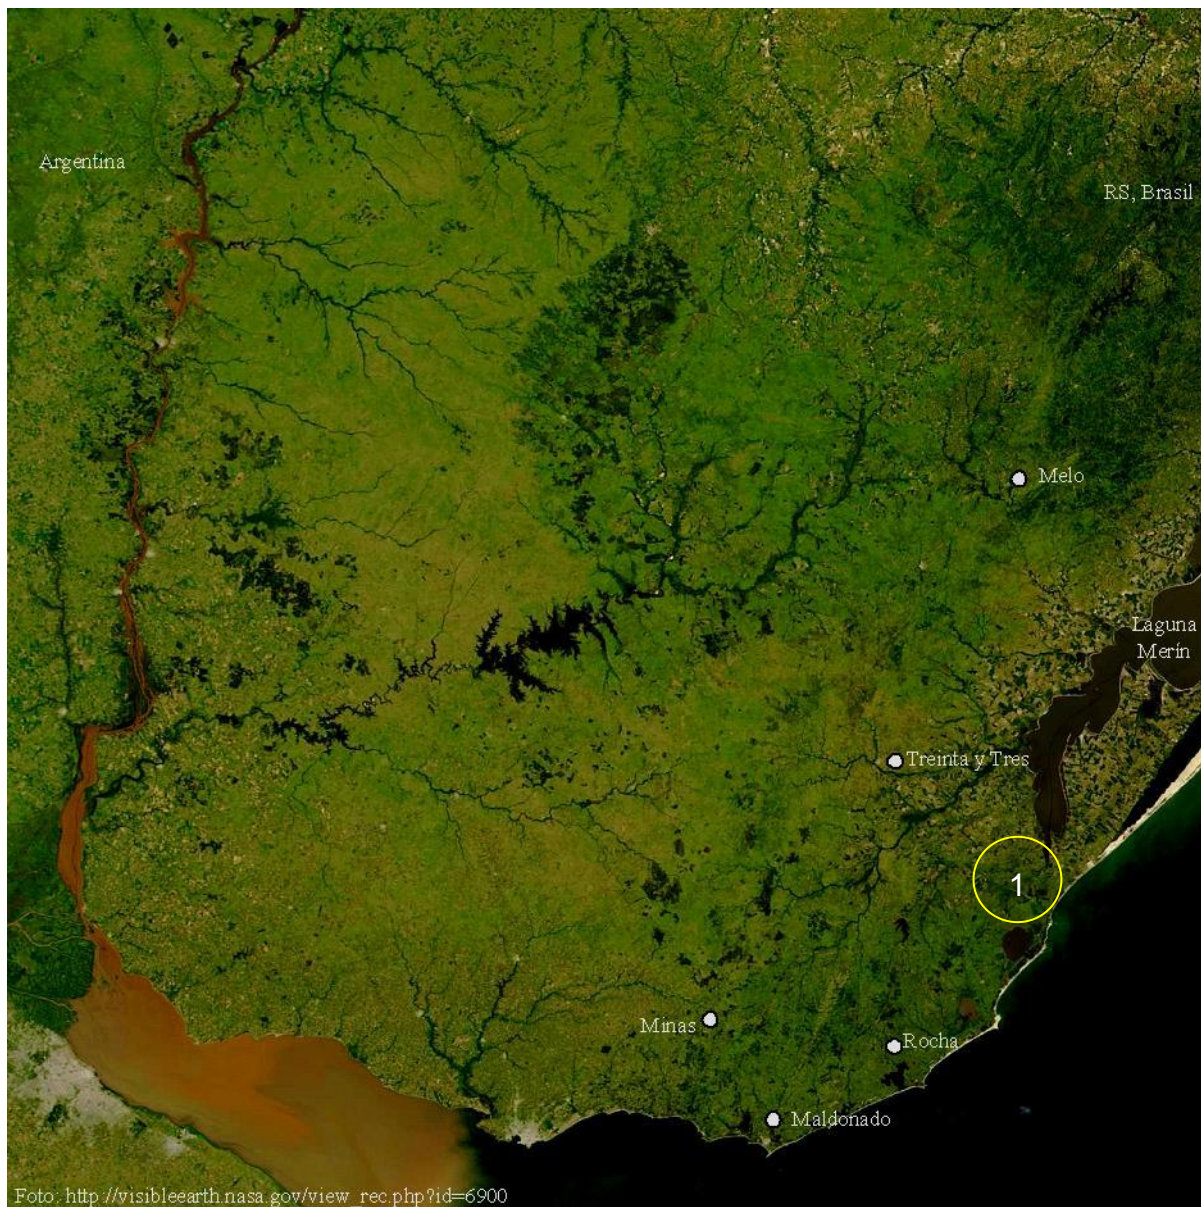 Argentina
RS, Brasil
Melo
Laguna
Merín
Treinta y Tres
1
Minas
Rocha
Maldonado
Foto: http://visibleearth.nasa.gov/view_rec.php?id=6900